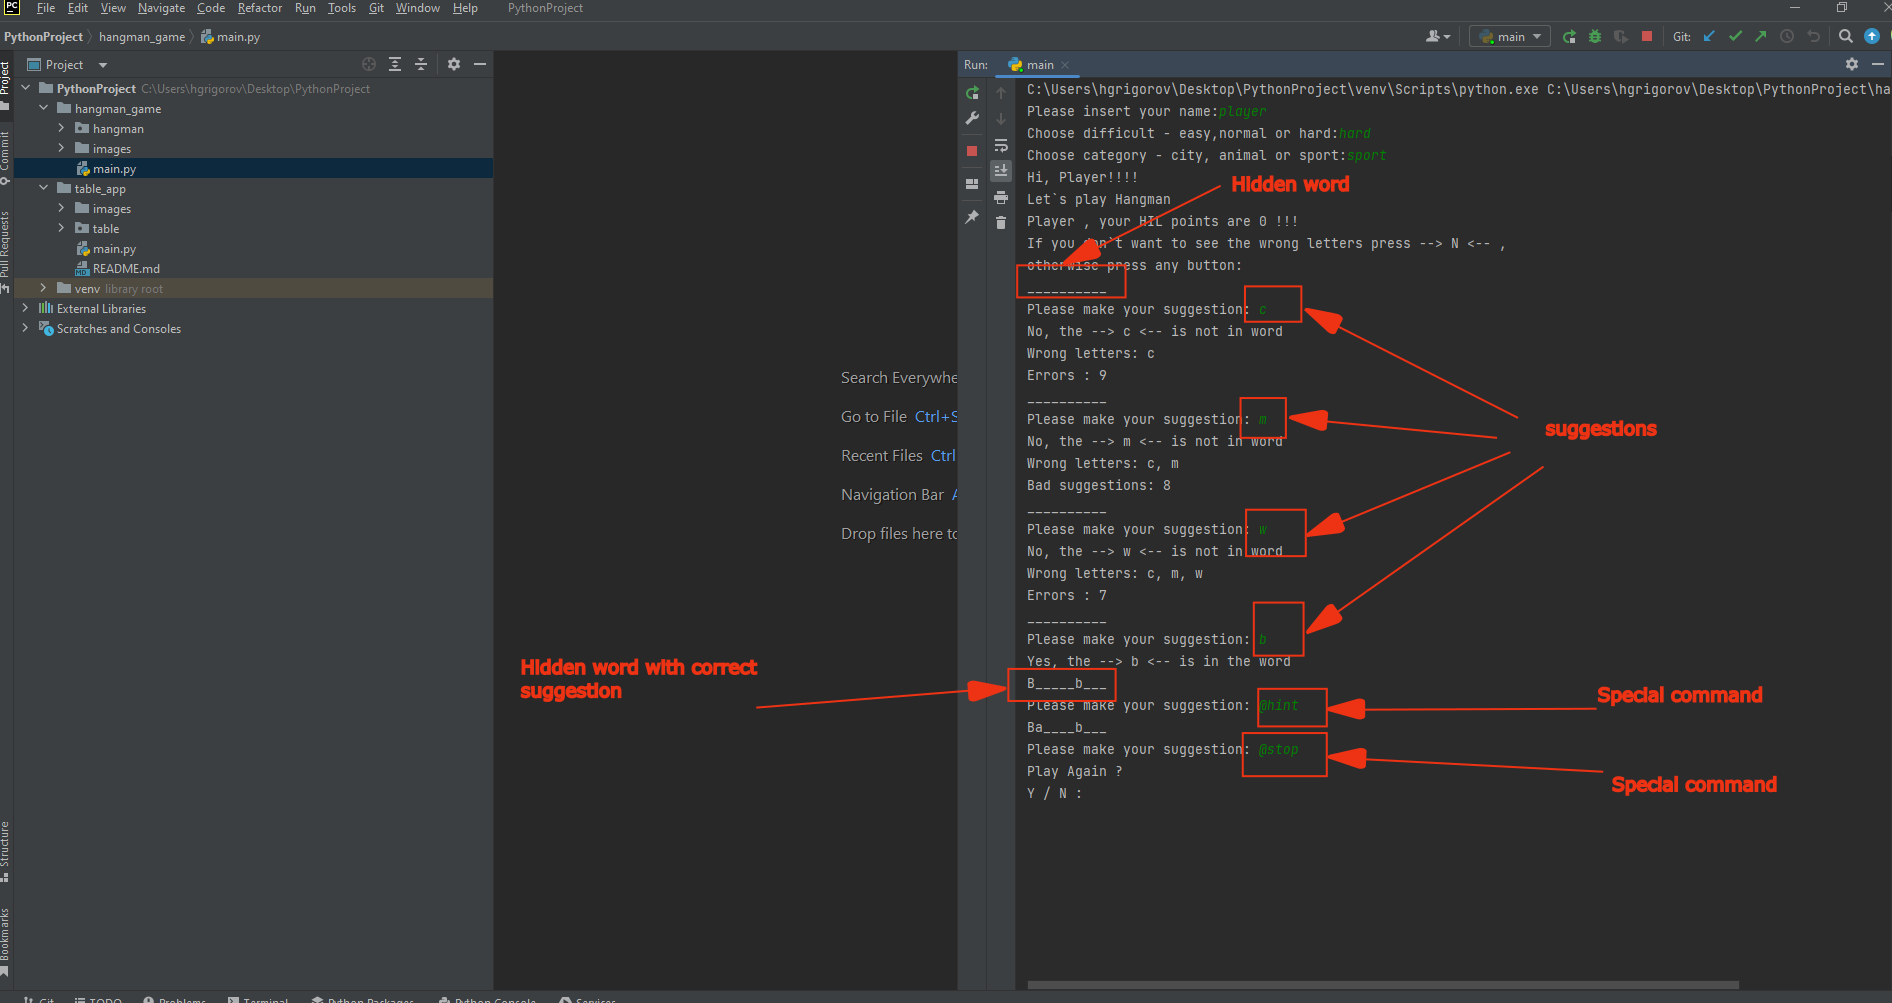 PC File Edit View Navigate Code Refactor Run Tools Git Window Help PythonProject
PythonProject hangman_game main.py
main Git:
Project
PythonProject C:\Users\hgrigorov\Desktop\PythonProject
hangman_game
hangman
images
main.py
table_app
images
table
main.py
README.md
venv library root
External Libraries
Scratches and Consoles
Project
Commit
Pull Requests
Structure
Bookmarks
Search Everywhe
Go to File Ctrl+S
Recent Files Ctrl
Navigation Bar A
Drop files here to
Hidden word with correct
suggestion
Run: main
C:\Users\hgrigorov\Desktop\PythonProject\venv\Scripts\python.exe C:\Users\hgrigorov\Desktop\PythonProject\ha
Please insert your name:player
Choose difficult - easy,normal or hard:hard
Choose category - city, animal or sport:sport
Hi, Player!!!!
Hidden word
Let`s play Hangman
Player , your HIL points are 0 !!!
If you don`t want to see the wrong letters press --> N <-- ,
otherwise press any button:
__________
Please make your suggestion: c
No, the --> c <-- is not in word
Wrong letters: c
Errors : 9
__________
Please make your suggestion: m
suggestions
No, the --> m <-- is not in word
Wrong letters: c, m
Bad suggestions: 8
__________
Please make your suggestion: w
No, the --> w <-- is not in word
Wrong letters: c, m, w
Errors : 7
__________
Please make your suggestion: b
Yes, the --> b <-- is in the word
B_____b___
Special command
Please make your suggestion: @hint
Ba____b___
Please make your suggestion: @stop
Play Again ?
Special command
Y / N :
Git TODO Problems Terminal Python Packages Python Console Services